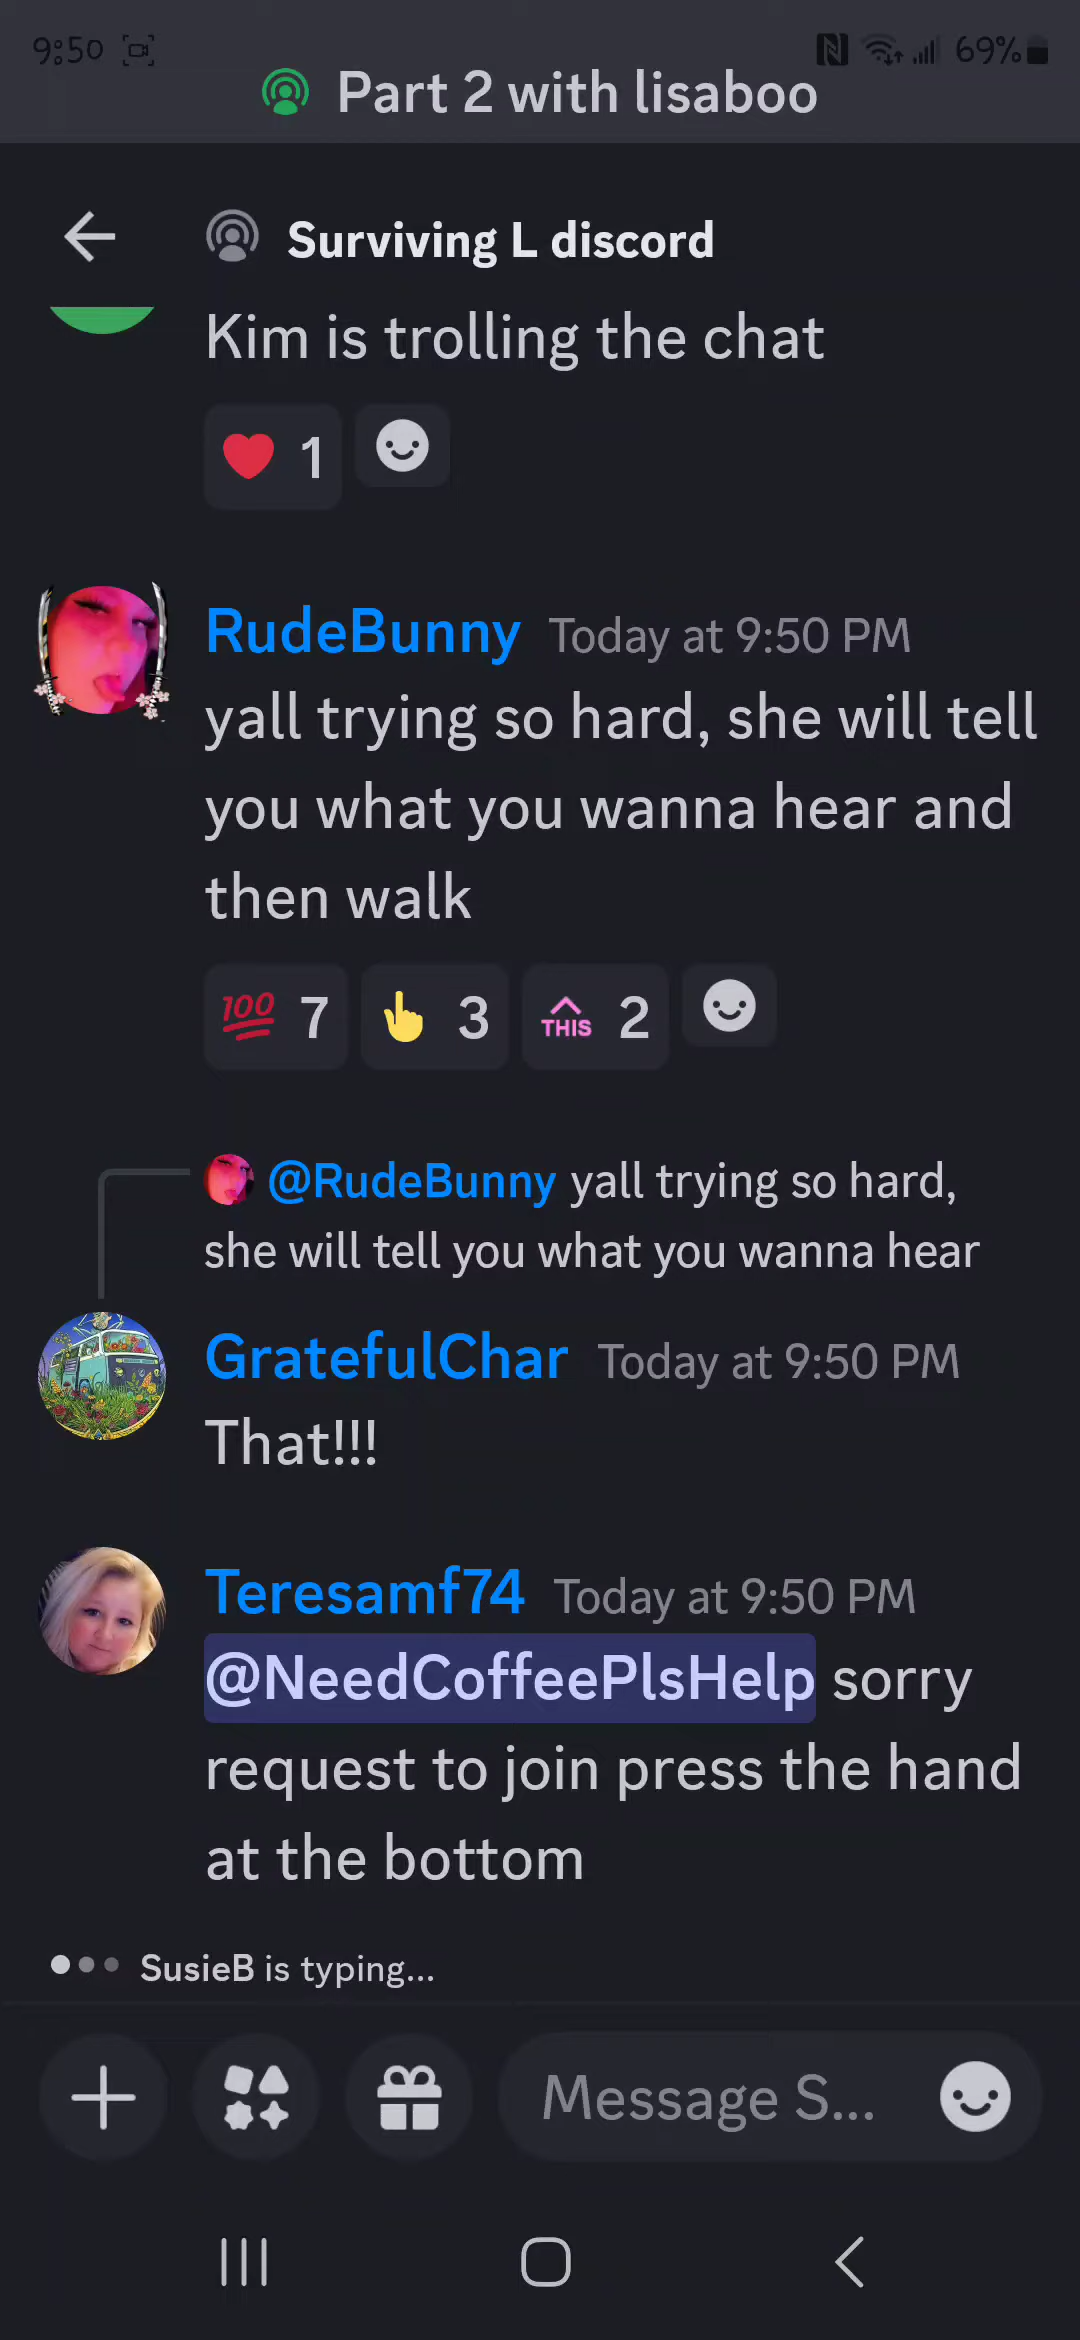 9:50 69%
Part 2 with lisaboo
Surviving L discord
Kim is trolling the chat
1
RudeBunny Today at 9:50 PM
yall trying so hard, she will tell
you what you wanna hear and
then walk
100 7 3 THIS 2
@RudeBunny yall trying so hard,
she will tell you what you wanna hear
GratefulChar Today at 9:50 PM
That!!!
Teresamf74 Today at 9:50 PM
@NeedCoffeePlsHelp sorry
request to join press the hand
at the bottom
SusieB is typing...
Message S...